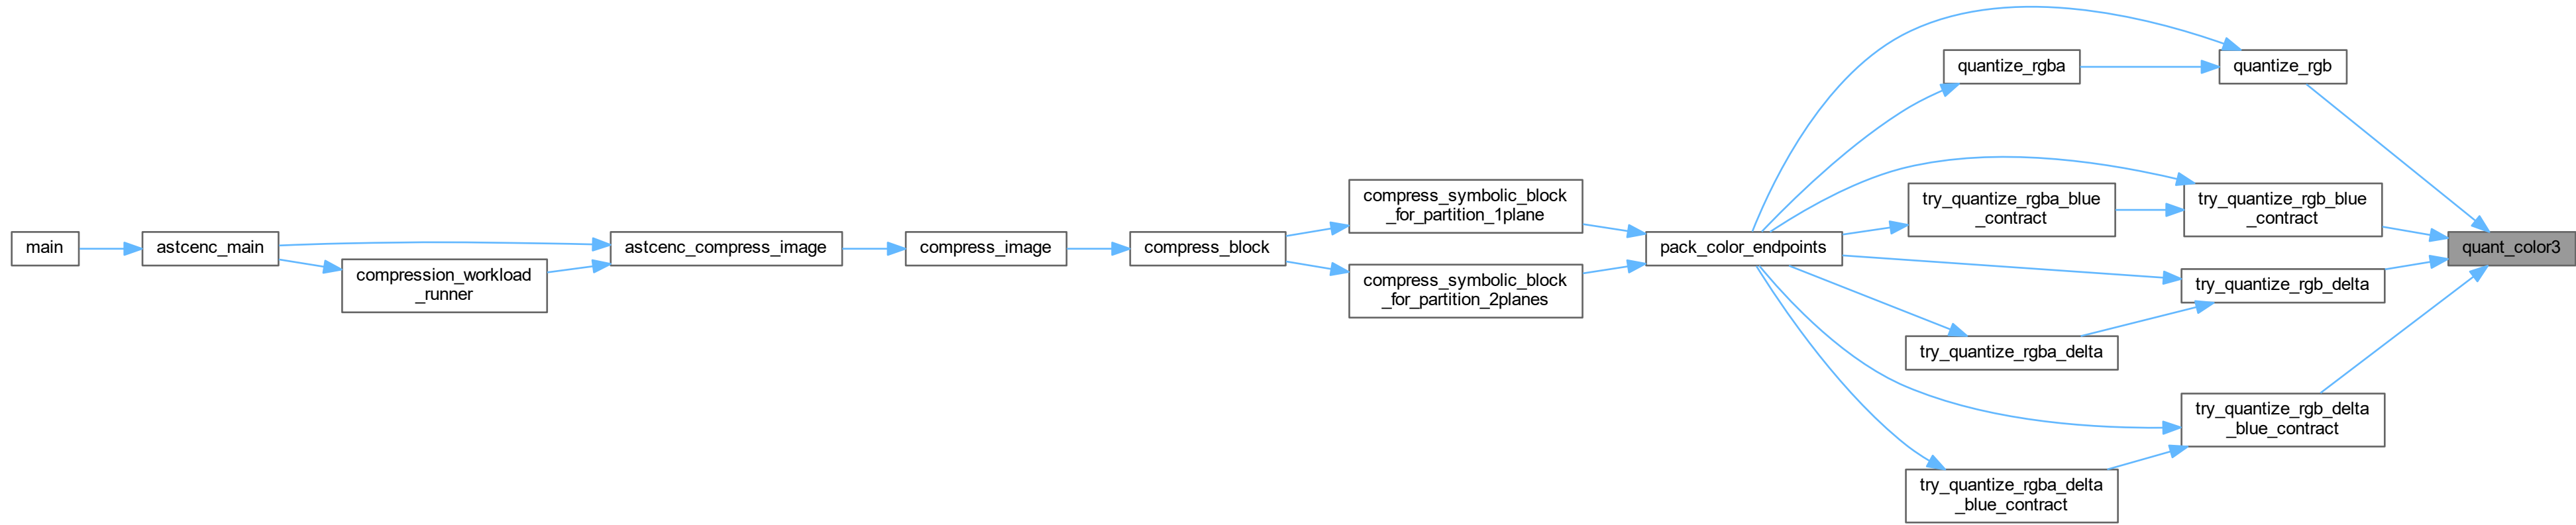 main
astcenc_main
compression_workload
_runner
astcenc_compress_image
compress_image
compress_block
compress_symbolic_block
_for_partition_1plane
compress_symbolic_block
_for_partition_2planes
pack_color_endpoints
quantize_rgba
try_quantize_rgba_blue
_contract
try_quantize_rgba_delta
try_quantize_rgba_delta
_blue_contract
quantize_rgb
try_quantize_rgb_blue
_contract
try_quantize_rgb_delta
try_quantize_rgb_delta
_blue_contract
quant_color3